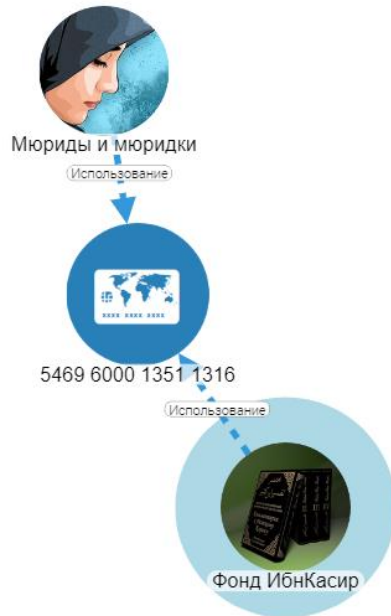 Мюриды и мюридки
Использование
5469 6000 1351 1316
Использование
Фонд ИбнКасир